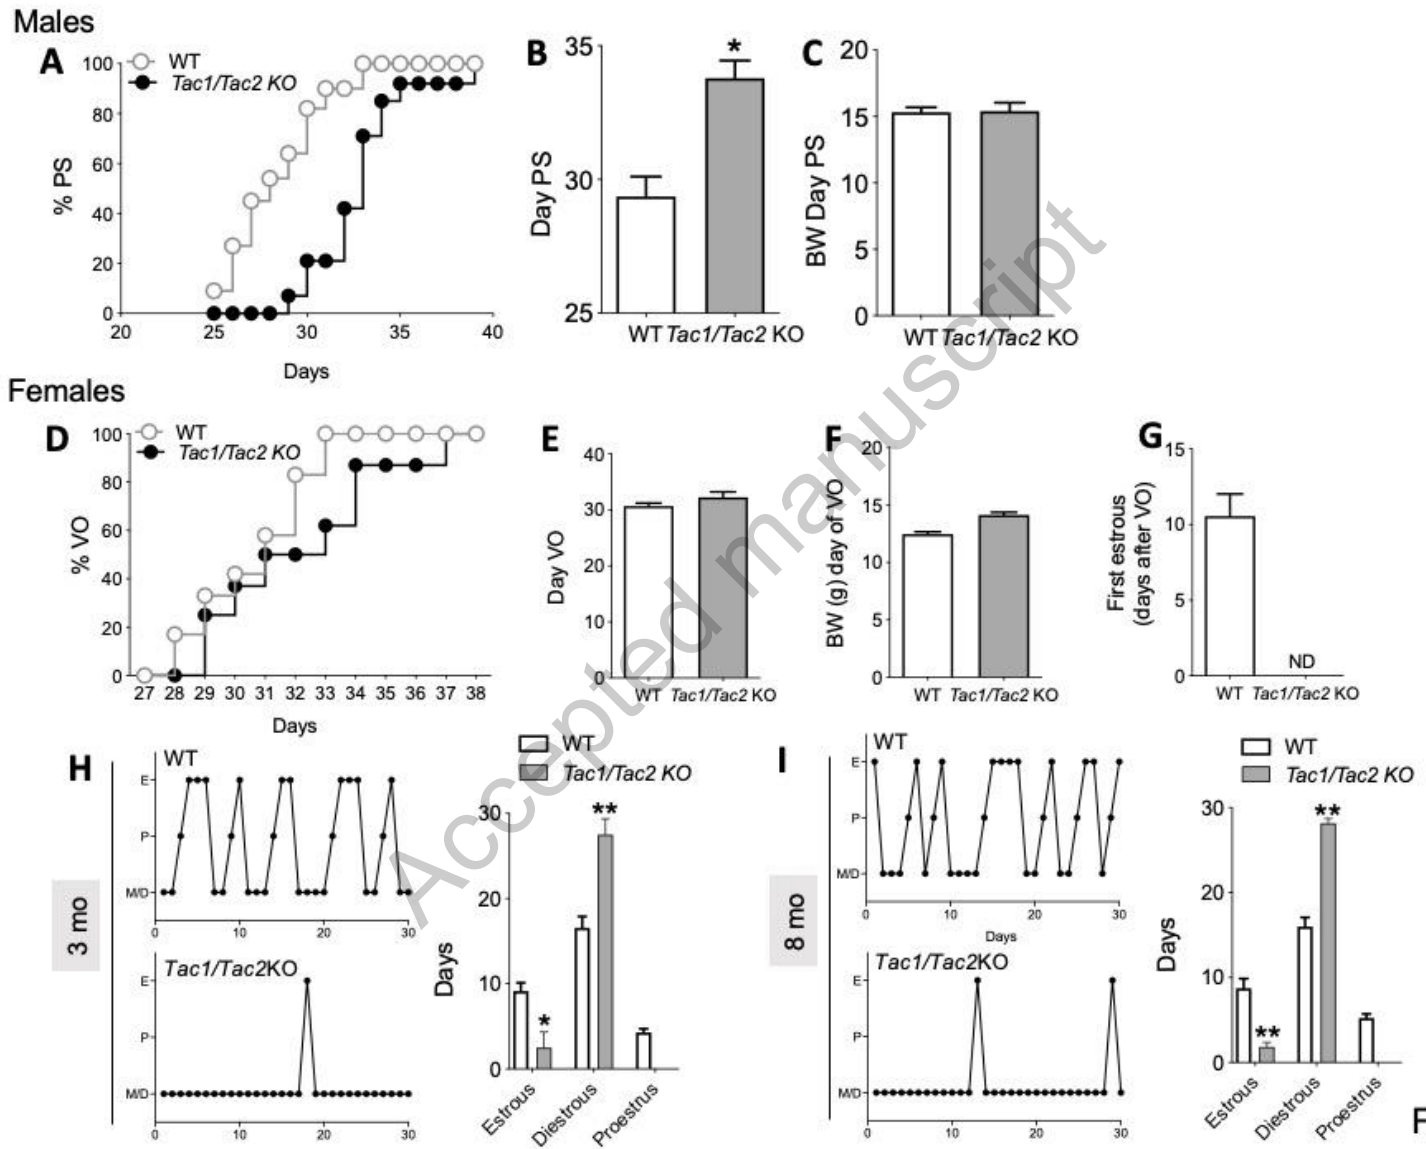 Males
A
WT
Tac1/Tac2 KO
% PS
100
80
60
40
20
0
20
25
30
35
40
Days
B
*
Day PS
35
30
25
WT Tac1/Tac2 KO
C
BW Day PS
20
15
10
5
0
WT Tac1/Tac2 KO
Females
D
WT
Tac1/Tac2 KO
% VO
100
80
60
40
20
0
27 28 29 30 31 32 33 34 35 36 37 38
Days
E
Day VO
40
30
20
10
0
WT Tac1/Tac2 KO
F
BW (g) day of VO
20
15
10
5
0
WT Tac1/Tac2 KO
G
First estrous
(days after VO)
15
10
5
0
ND
WT Tac1/Tac2 KO
H
3 mo
WT
E
P
M/D
0 10 20 30
Tac1/Tac2KO
E
P
M/D
0 10 20 30
WT
Tac1/Tac2 KO
Days
30
20
10
0
*
**
Estrous
Diestrous
Proestrus
I
8 mo
WT
E
P
M/D
0 10 20 30
Days
Tac1/Tac2KO
E
P
M/D
0 10 20 30
WT
Tac1/Tac2 KO
Days
30
20
10
0
**
**
Estrous
Diestrous
Proestrus
F
Accepted manuscript